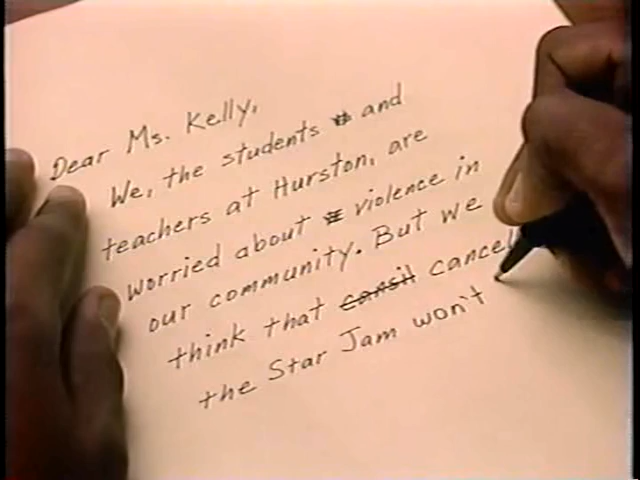 Dear Ms. Kelly,
We, the students and
teachers at Hurston, are
worried about violence in
our community. But we
think that cansil cancel
the Star Jam won't